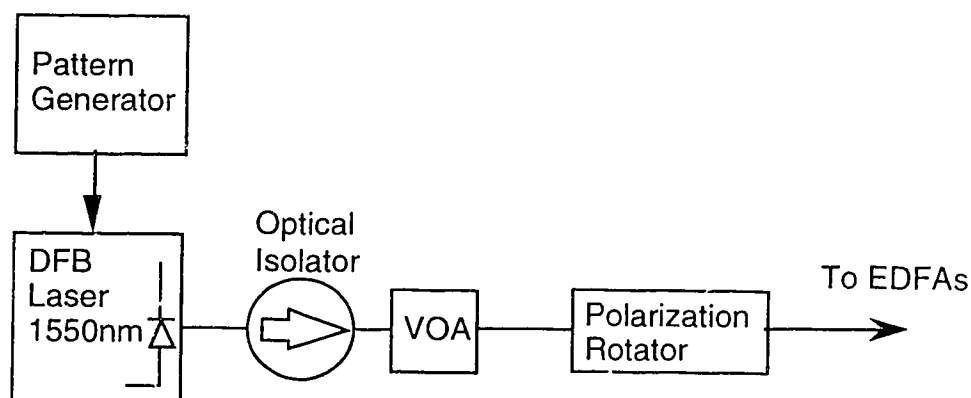 Pattern
Generator
DFB
Laser
1550nm
Optical
Isolator
VOA
Polarization
Rotator
To EDFAs